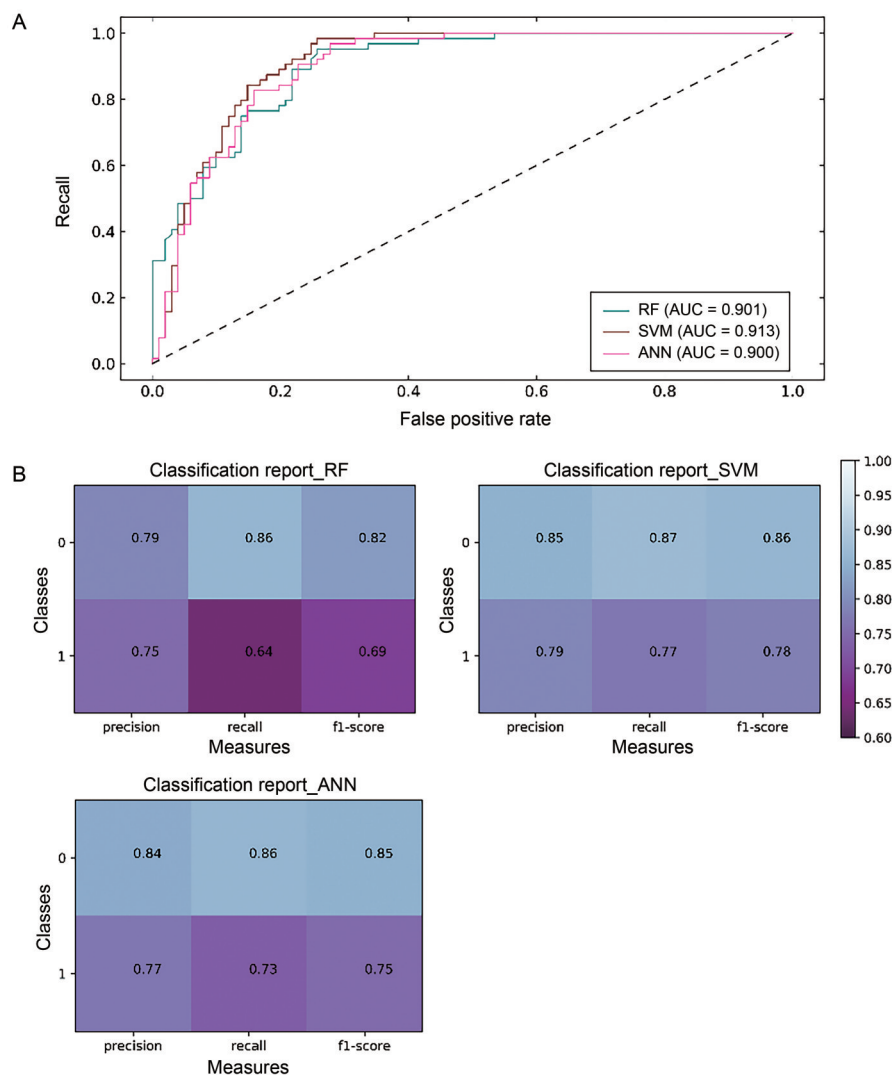 A
1.0
0.8
0.6
0.4
0.2
0.0
Recall
RF (AUC = 0.901)
SVM (AUC = 0.913)
ANN (AUC = 0.900)
0.0 0.2 0.4 0.6 0.8 1.0
False positive rate
B
Classification report_RF
0 0.79 0.86 0.82
Classes
1 0.75 0.64 0.69
precision recall f1-score
Measures
Classification report_SVM
0 0.85 0.87 0.86
Classes
1 0.79 0.77 0.78
precision recall f1-score
Measures
1.00
0.95
0.90
0.85
0.80
0.75
0.70
0.65
0.60
Classification report_ANN
0 0.84 0.86 0.85
Classes
1 0.77 0.73 0.75
precision recall f1-score
Measures